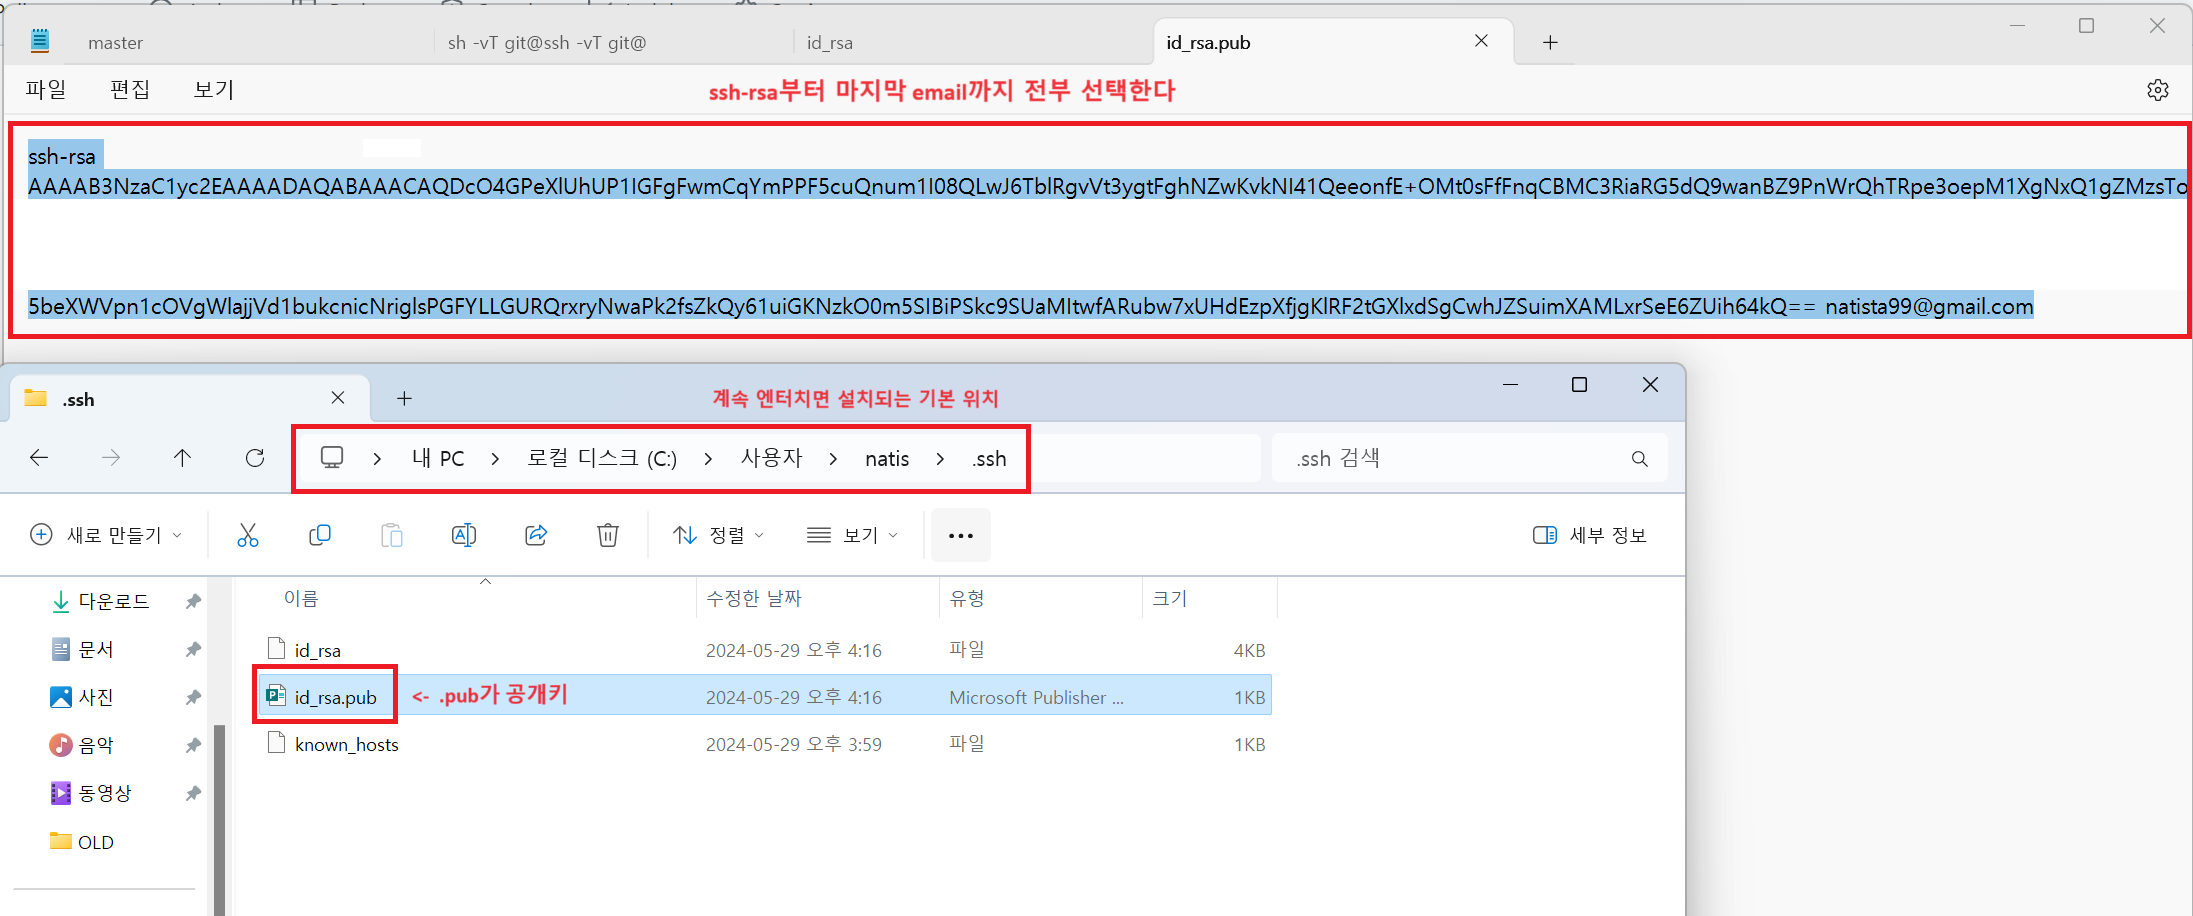 master
sh -vT git@ssh -vT git@
id_rsa
id_rsa.pub
파일
편집
보기
ssh-rsa부터 마지막 email까지 전부 선택한다
ssh-rsa
AAAAB3NzaC1yc2EAAAADAQABAAACAQDcO4GPeXlUhUP1IGFgFwmCqYmPPF5cuQnum1I08QLwJ6TblRgvVt3ygtFghNZwKvkNI41QeeonfE+OMt0sFfFnqCBMC3RiaRG5dQ9wanBZ9PnWrQhTRpe3oepM1XgNxQ1gZMzsTo
5beXWVpn1cOVgWlajjVd1bukcnicNriglsPGFYLLGURQrxryNwaPk2fsZkQy61uiGKNzkO0m5SIBiPSkc9SUaMItwfARubw7xUHdEzpXfjgKlRF2tGXlxdSgCwhJZSuimXAMLxrSeE6ZUih64kQ== natista99@gmail.com
.ssh
계속 엔터치면 설치되는 기본 위치
내 PC > 로컬 디스크 (C:) > 사용자 > natis > .ssh
.ssh 검색
새로 만들기
정렬
보기
세부 정보
다운로드
문서
사진
음악
동영상
OLD
이름 수정한 날짜 유형 크기
id_rsa 2024-05-29 오후 4:16 파일 4KB
id_rsa.pub <- .pub가 공개키 2024-05-29 오후 4:16 Microsoft Publisher ... 1KB
known_hosts 2024-05-29 오후 3:59 파일 1KB